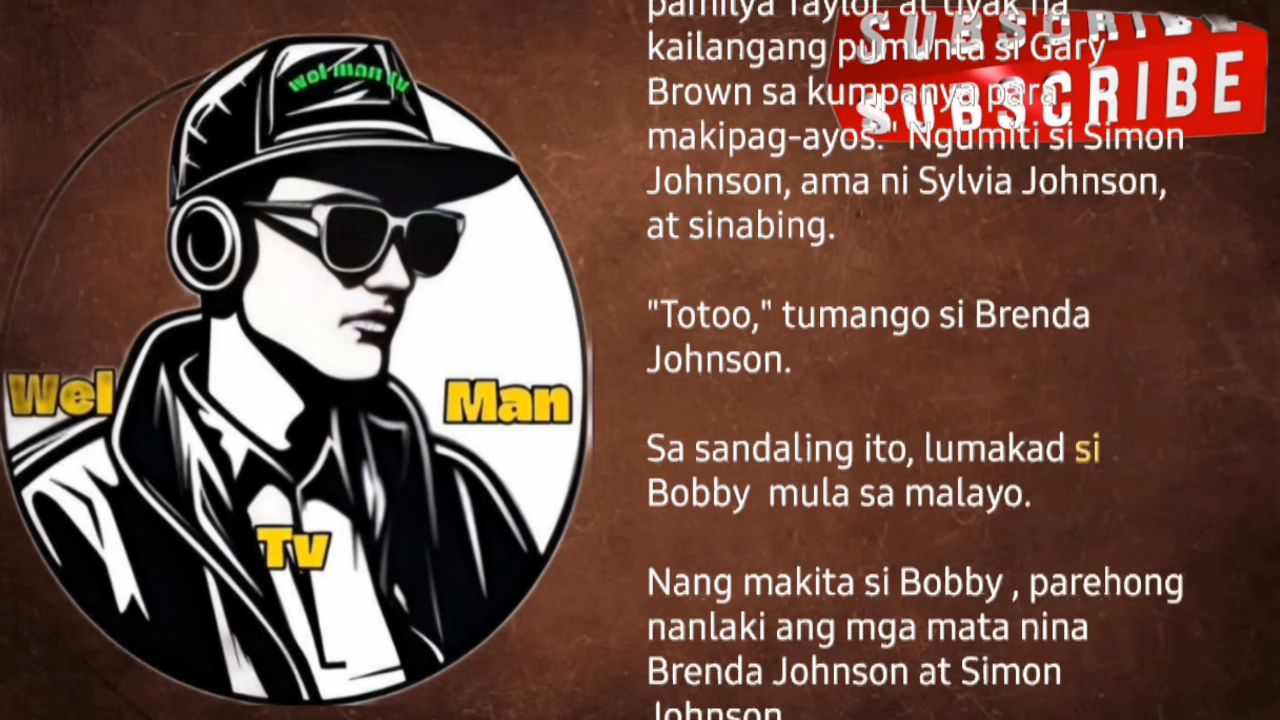 wel man tv
Wel
Man
Tv
SUBSCRIBE
SUBSCRIBE
pamilya Taylor, at tiyak na
kailangang pumunta si Gary
Brown sa kumpanya para
makipag-ayos." Ngumiti si Simon
Johnson, ama ni Sylvia Johnson,
at sinabing.
"Totoo," tumango si Brenda
Johnson.
Sa sandaling ito, lumakad si
Bobby mula sa malayo.
Nang makita si Bobby , parehong
nanlaki ang mga mata nina
Brenda Johnson at Simon
Johnson